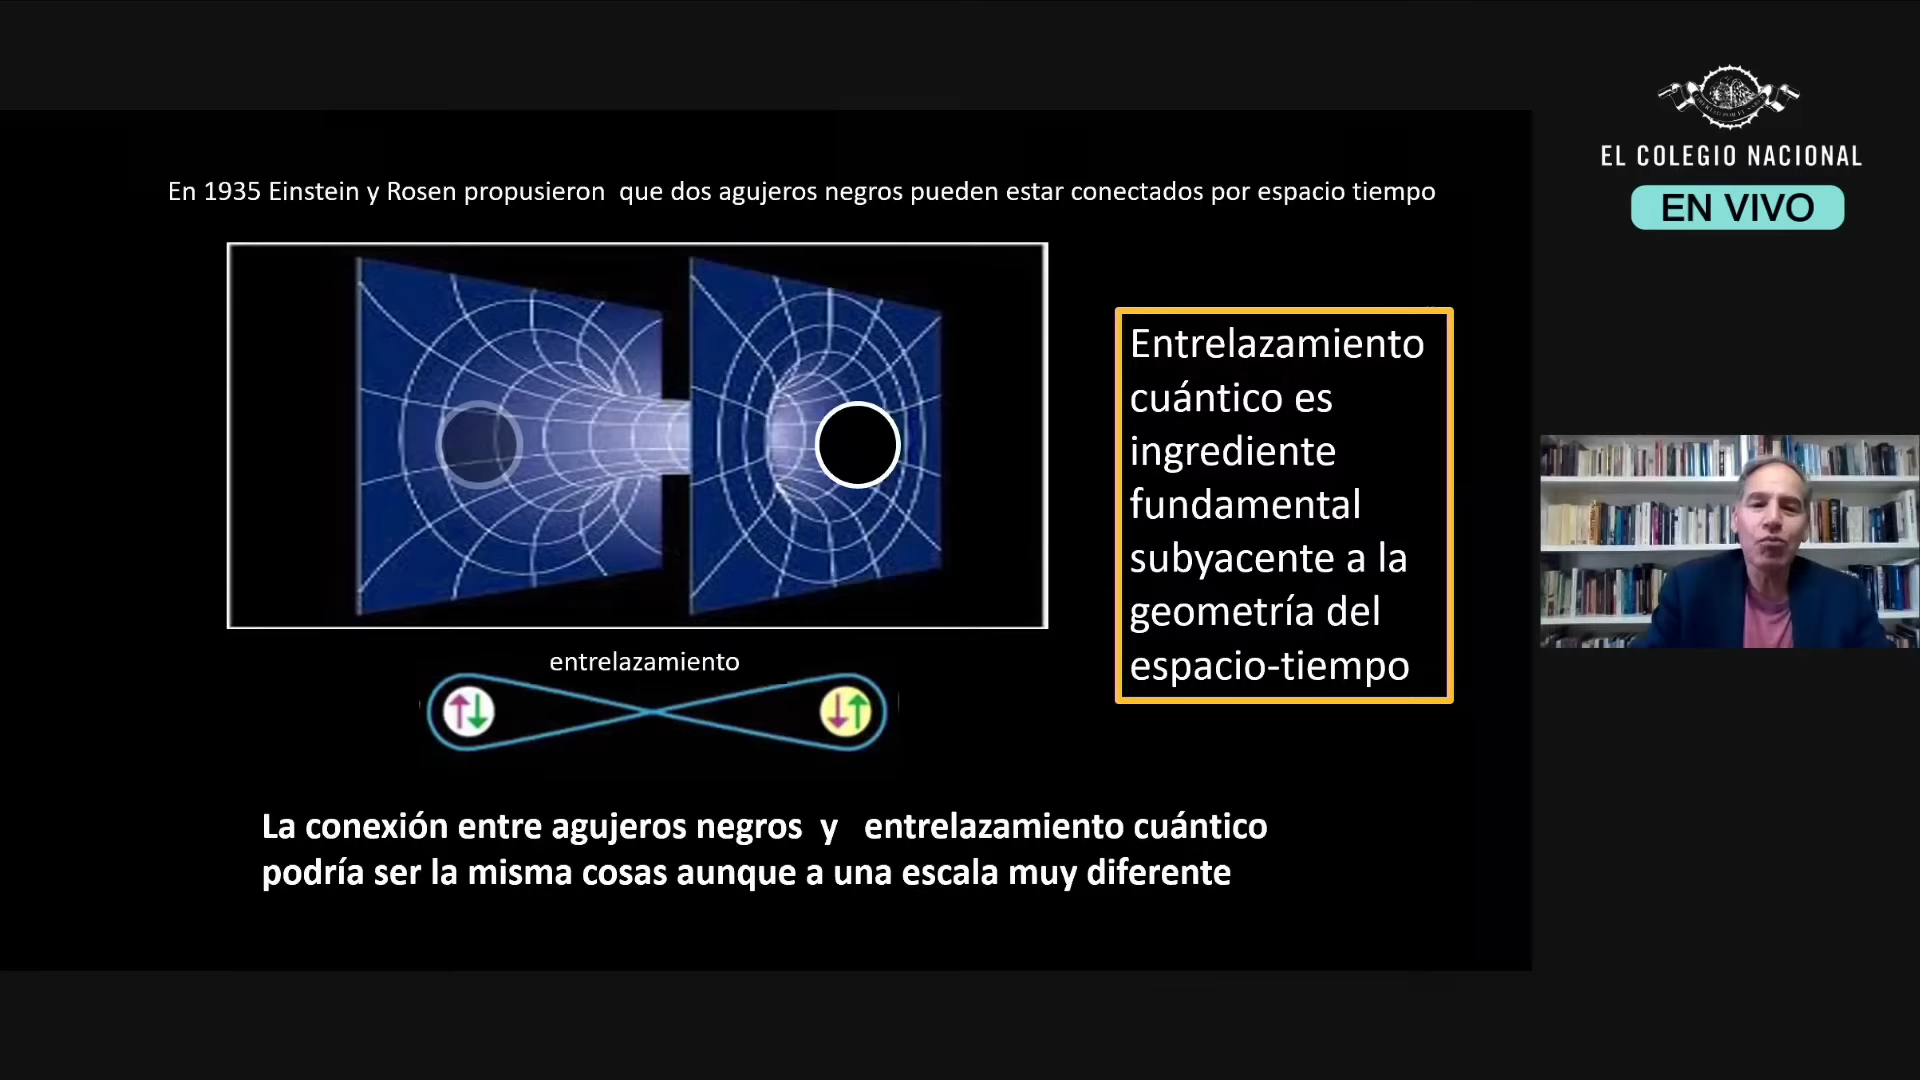 En 1935 Einstein y Rosen propusieron que dos agujeros negros pueden estar conectados por espacio tiempo
Entrelazamiento
cuántico es
ingrediente
fundamental
subyacente a la
geometría del
espacio-tiempo
entrelazamiento
La conexión entre agujeros negros y entrelazamiento cuántico
podría ser la misma cosas aunque a una escala muy diferente
EL COLEGIO NACIONAL
EN VIVO